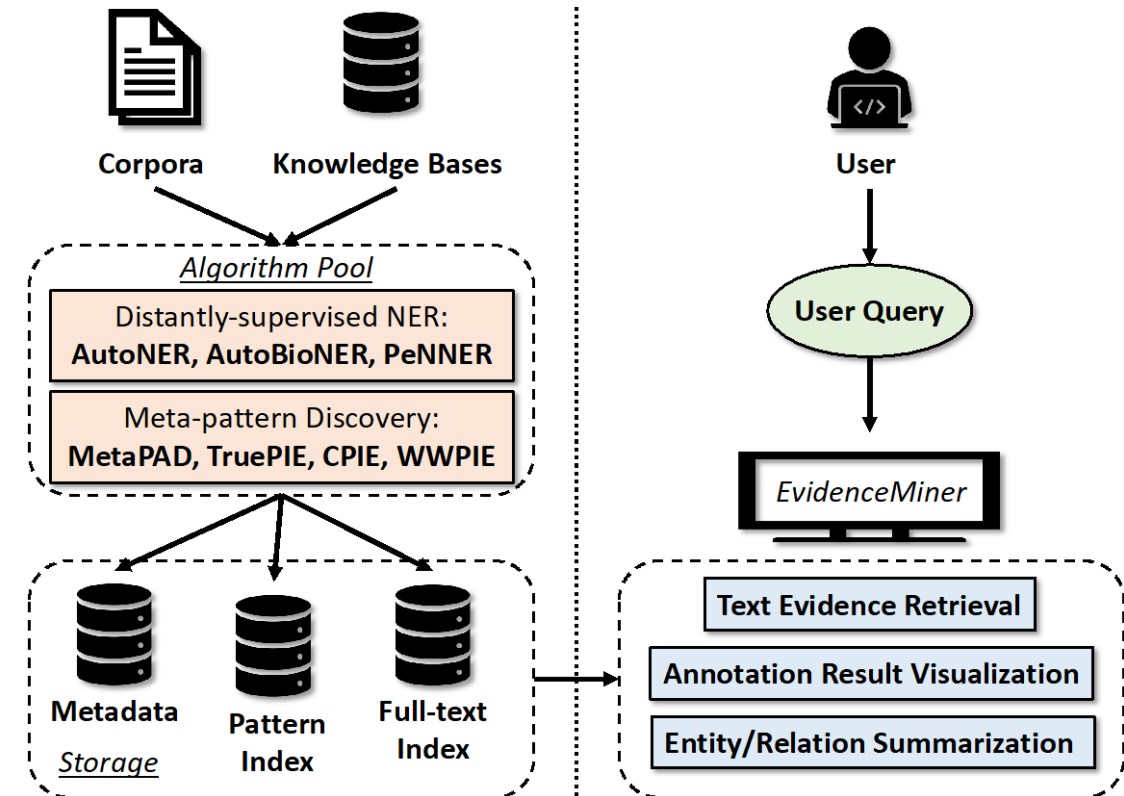 Corpora
Knowledge Bases
Algorithm Pool
Distantly-supervised NER:
AutoNER, AutoBioNER, PeNNER
Meta-pattern Discovery:
MetaPAD, TruePIE, CPIE, WWPIE
Metadata
Pattern
Index
Full-text
Index
Storage
User
</>
User Query
EvidenceMiner
Text Evidence Retrieval
Annotation Result Visualization
Entity/Relation Summarization